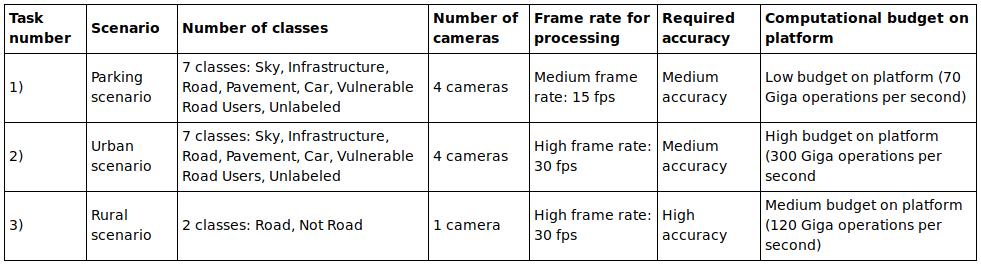 Task number | Scenario | Number of classes | Number of cameras | Frame rate for processing | Required accuracy | Computational budget on platform
1) | Parking scenario | 7 classes: Sky, Infrastructure, Road, Pavement, Car, Vulnerable Road Users, Unlabeled | 4 cameras | Medium frame rate: 15 fps | Medium accuracy | Low budget on platform (70 Giga operations per second)
2) | Urban scenario | 7 classes: Sky, Infrastructure, Road, Pavement, Car, Vulnerable Road Users, Unlabeled | 4 cameras | High frame rate: 30 fps | Medium accuracy | High budget on platform (300 Giga operations per second
3) | Rural scenario | 2 classes: Road, Not Road | 1 camera | High frame rate: 30 fps | High accuracy | Medium budget on platform (120 Giga operations per second)